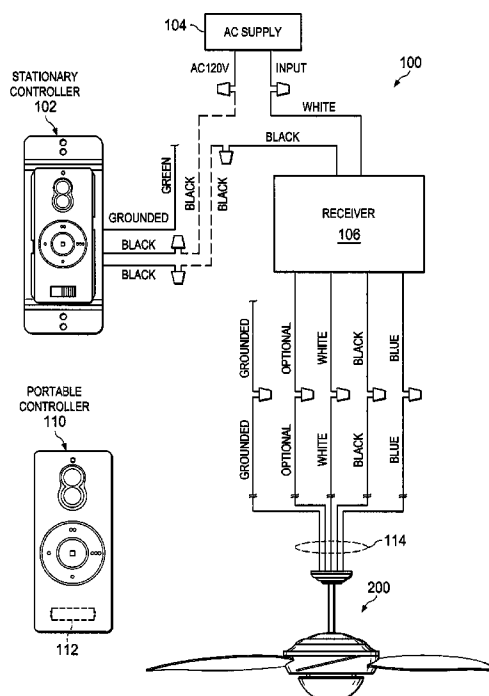 104
AC SUPPLY
AC120V
INPUT
100
STATIONARY
CONTROLLER
102
WHITE
BLACK
GREEN
BLACK
BLACK
GROUNDED
BLACK
BLACK
RECEIVER
106
GROUNDED
OPTIONAL
WHITE
BLACK
BLUE
PORTABLE
CONTROLLER
110
GROUNDED
OPTIONAL
WHITE
BLACK
BLUE
114
112
200